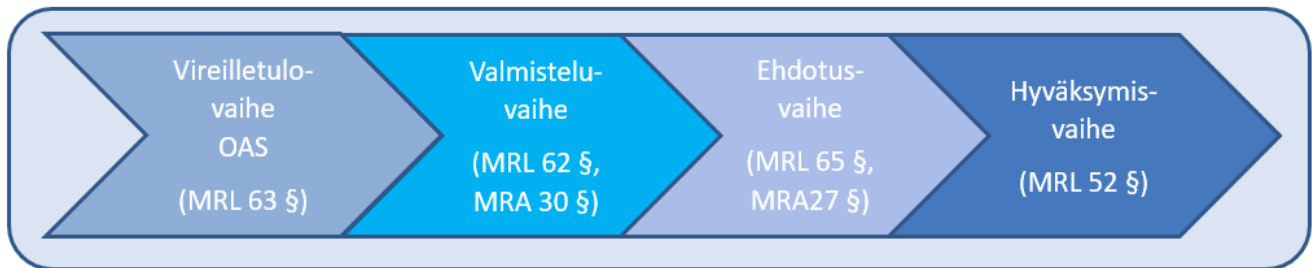 Vireilletulo-
vaihe
OAS
(MRL 63 §)
Valmistelu-
vaihe
(MRL 62 §,
MRA 30 §)
Ehdotus-
vaihe
(MRL 65 §,
MRA27 §)
Hyväksymis-
vaihe
(MRL 52 §)